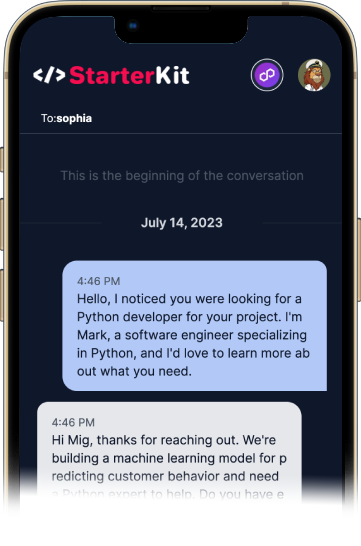 </> StarterKit
To:sophia
This is the beginning of the conversation
July 14, 2023
4:46 PM
Hello, I noticed you were looking for a
Python developer for your project. I'm
Mark, a software engineer specializing
in Python, and I'd love to learn more ab
out what you need.
4:46 PM
Hi Mig, thanks for reaching out. We're
building a machine learning model for p
redicting customer behavior and need
a Python expert to help. Do you have e